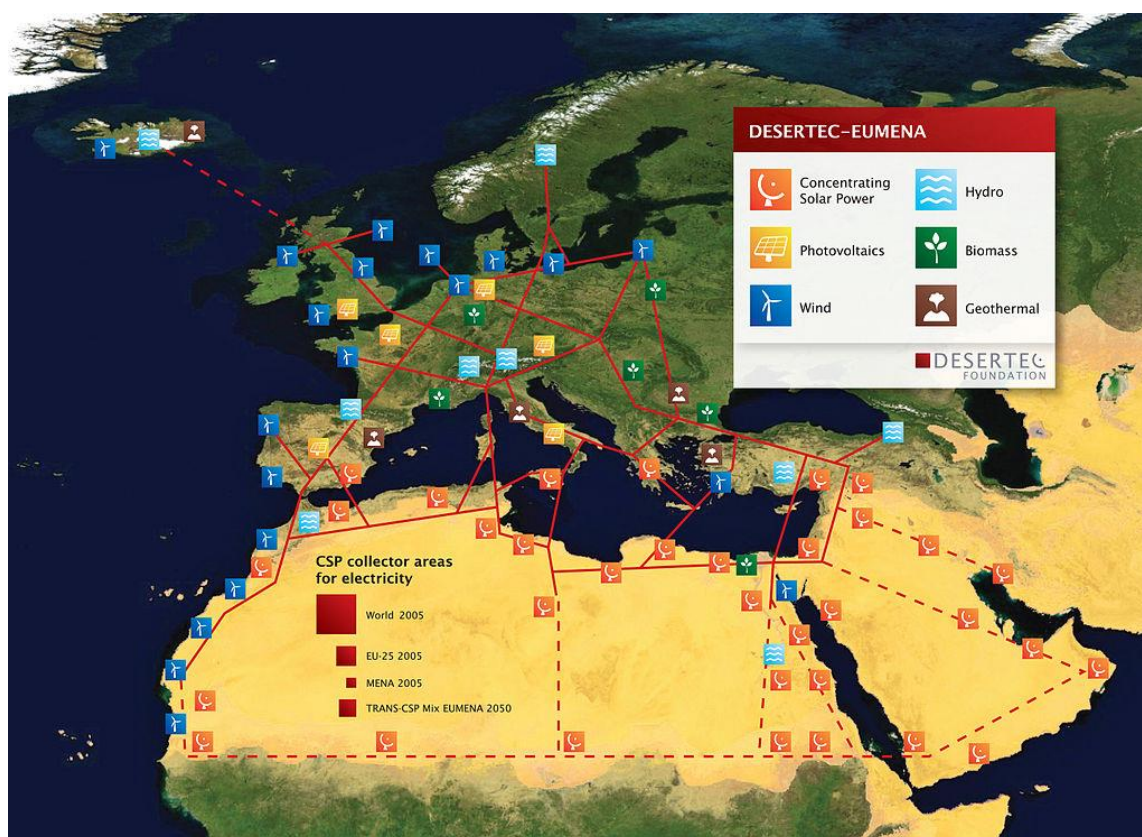 DESERTEC–EUMENA
Concentrating
Solar Power
Hydro
Photovoltaics
Biomass
Wind
Geothermal
DESERTEC
FOUNDATION
CSP collector areas
for electricity
World 2005
EU-25 2005
MENA 2005
TRANS-CSP Mix EUMENA 2050